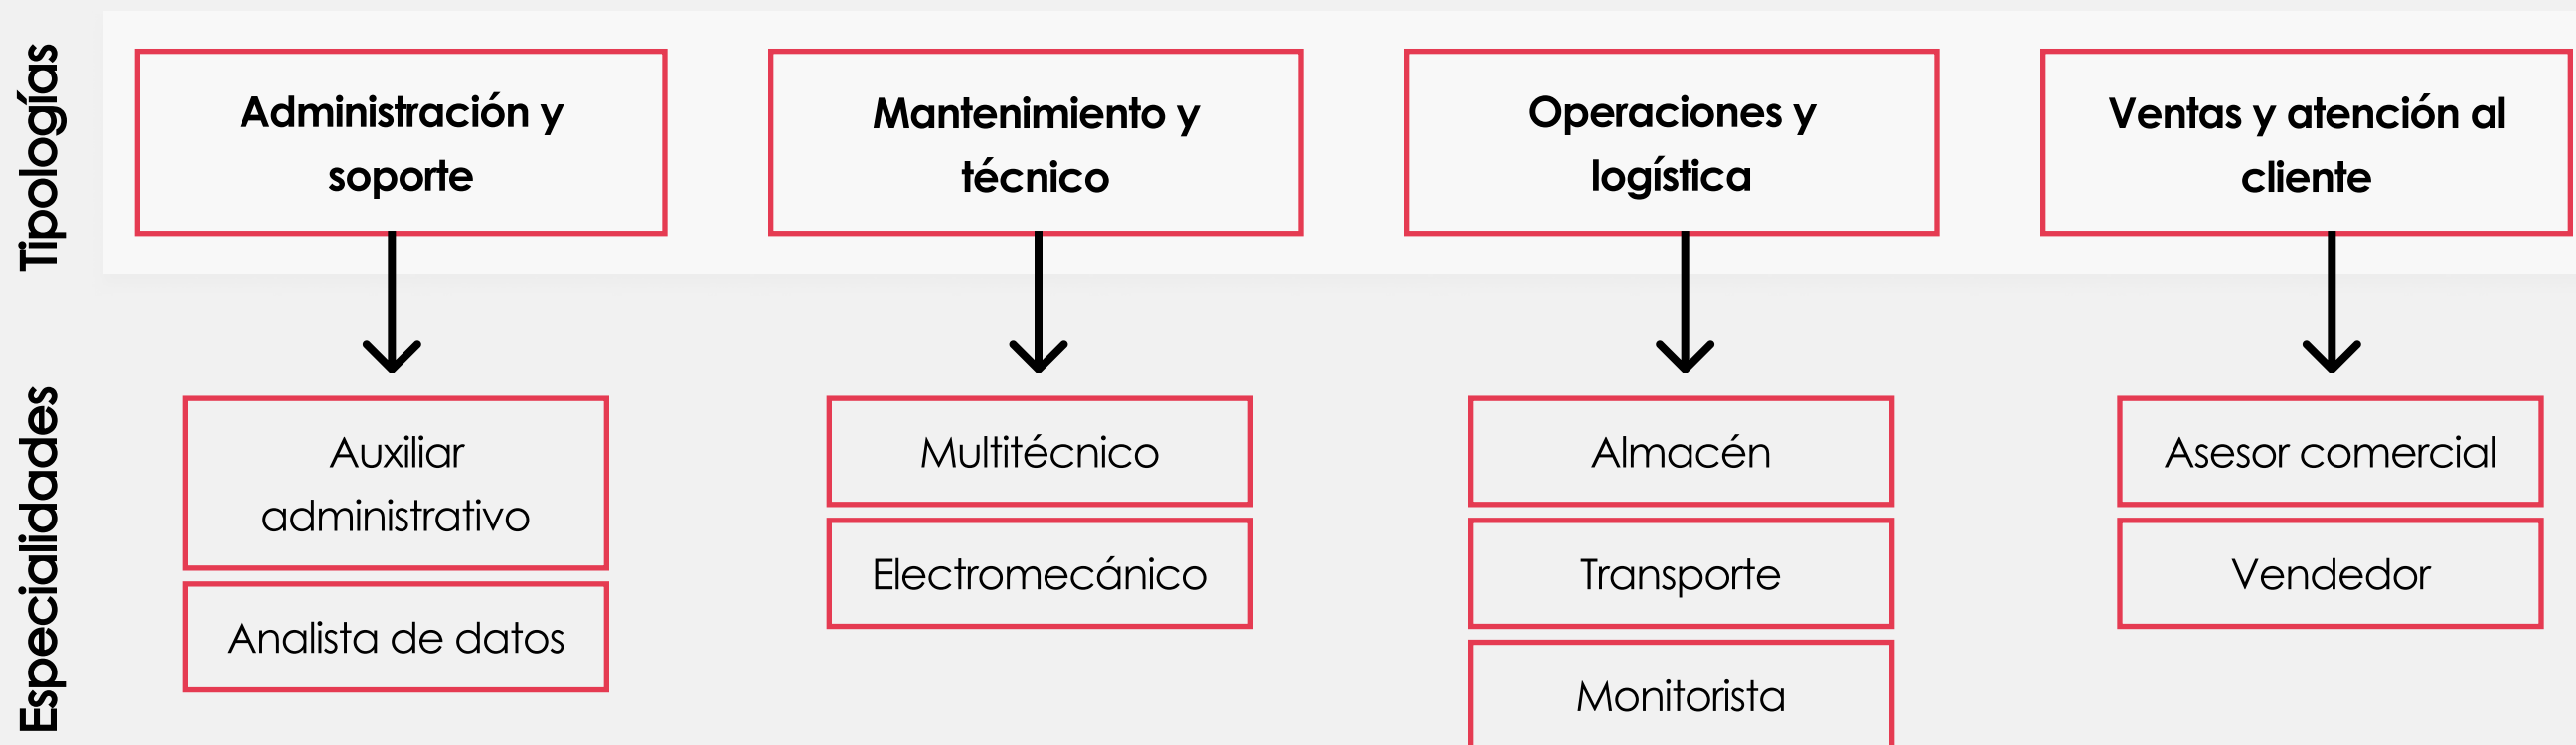 Tipologías
Administración y
soporte
Mantenimiento y
técnico
Operaciones y
logística
Ventas y atención al
cliente
Especialidades
Auxiliar
administrativo
Analista de datos
Multitécnico
Electromecánico
Almacén
Transporte
Monitorista
Asesor comercial
Vendedor